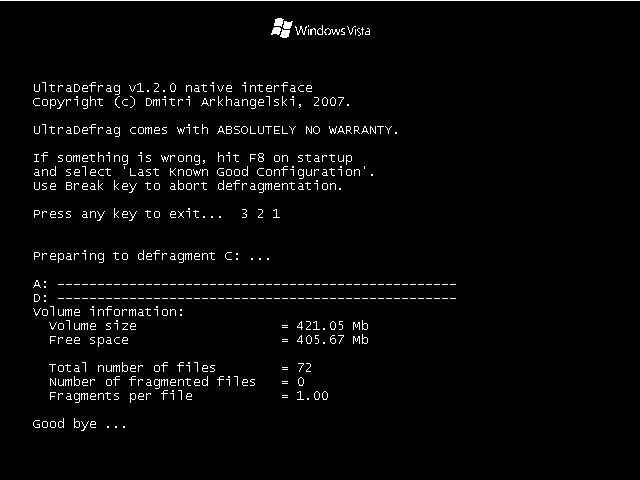 Windows Vista
UltraDefrag v1.2.0 native interface
Copyright (c) Dmitri Arkhangelski, 2007.
UltraDefrag comes with ABSOLUTELY NO WARRANTY.
If something is wrong, hit F8 on startup
and select 'Last Known Good Configuration'.
Use Break key to abort defragmentation.
Press any key to exit...  3 2 1
Preparing to defragment C: ...
A: --------------------------------------------------
D: --------------------------------------------------
Volume information:
  Volume size                  = 421.05 Mb
  Free space                   = 405.67 Mb
  Total number of files        = 72
  Number of fragmented files   = 0
  Fragments per file           = 1.00
Good bye ...